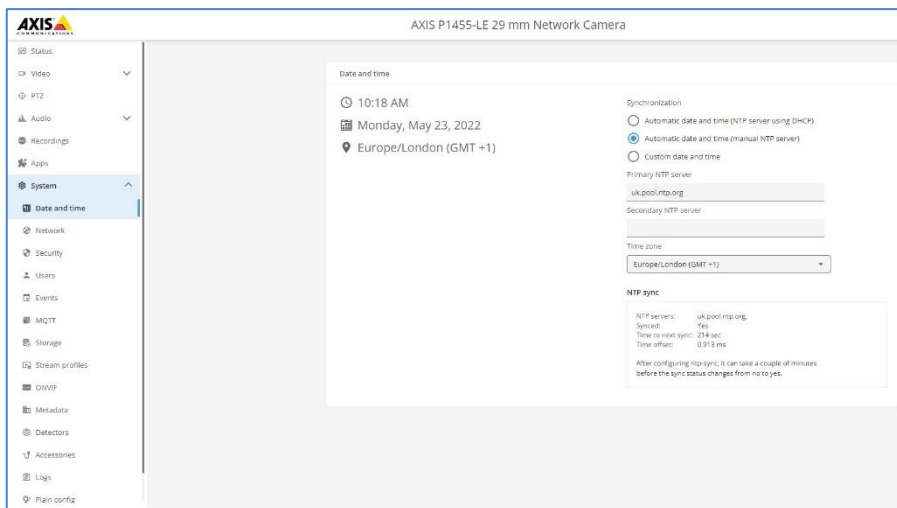 AXIS
COMMUNICATIONS
AXIS P1455-LE 29 mm Network Camera
Status
Video
PTZ
Audio
Recordings
Apps
System
Date and time
Network
Security
Users
Events
MQTT
Storage
Stream profiles
ONVIF
Metadata
Detectors
Accessories
Logs
Plain config
Date and time
10:18 AM
Monday, May 23, 2022
Europe/London (GMT +1)
Synchronization
Automatic date and time (NTP server using DHCP)
Automatic date and time (manual NTP server)
Custom date and time
Primary NTP server
uk.pool.ntp.org
Secondary NTP server
Time zone
Europe/London (GMT +1)
NTP sync
NTP servers: uk.pool.ntp.org,
Synced: Yes
Time to next sync: 214 sec
Time offset: 0.913 ms
After configuring ntp-sync, it can take a couple of minutes
before the sync status changes from no to yes.